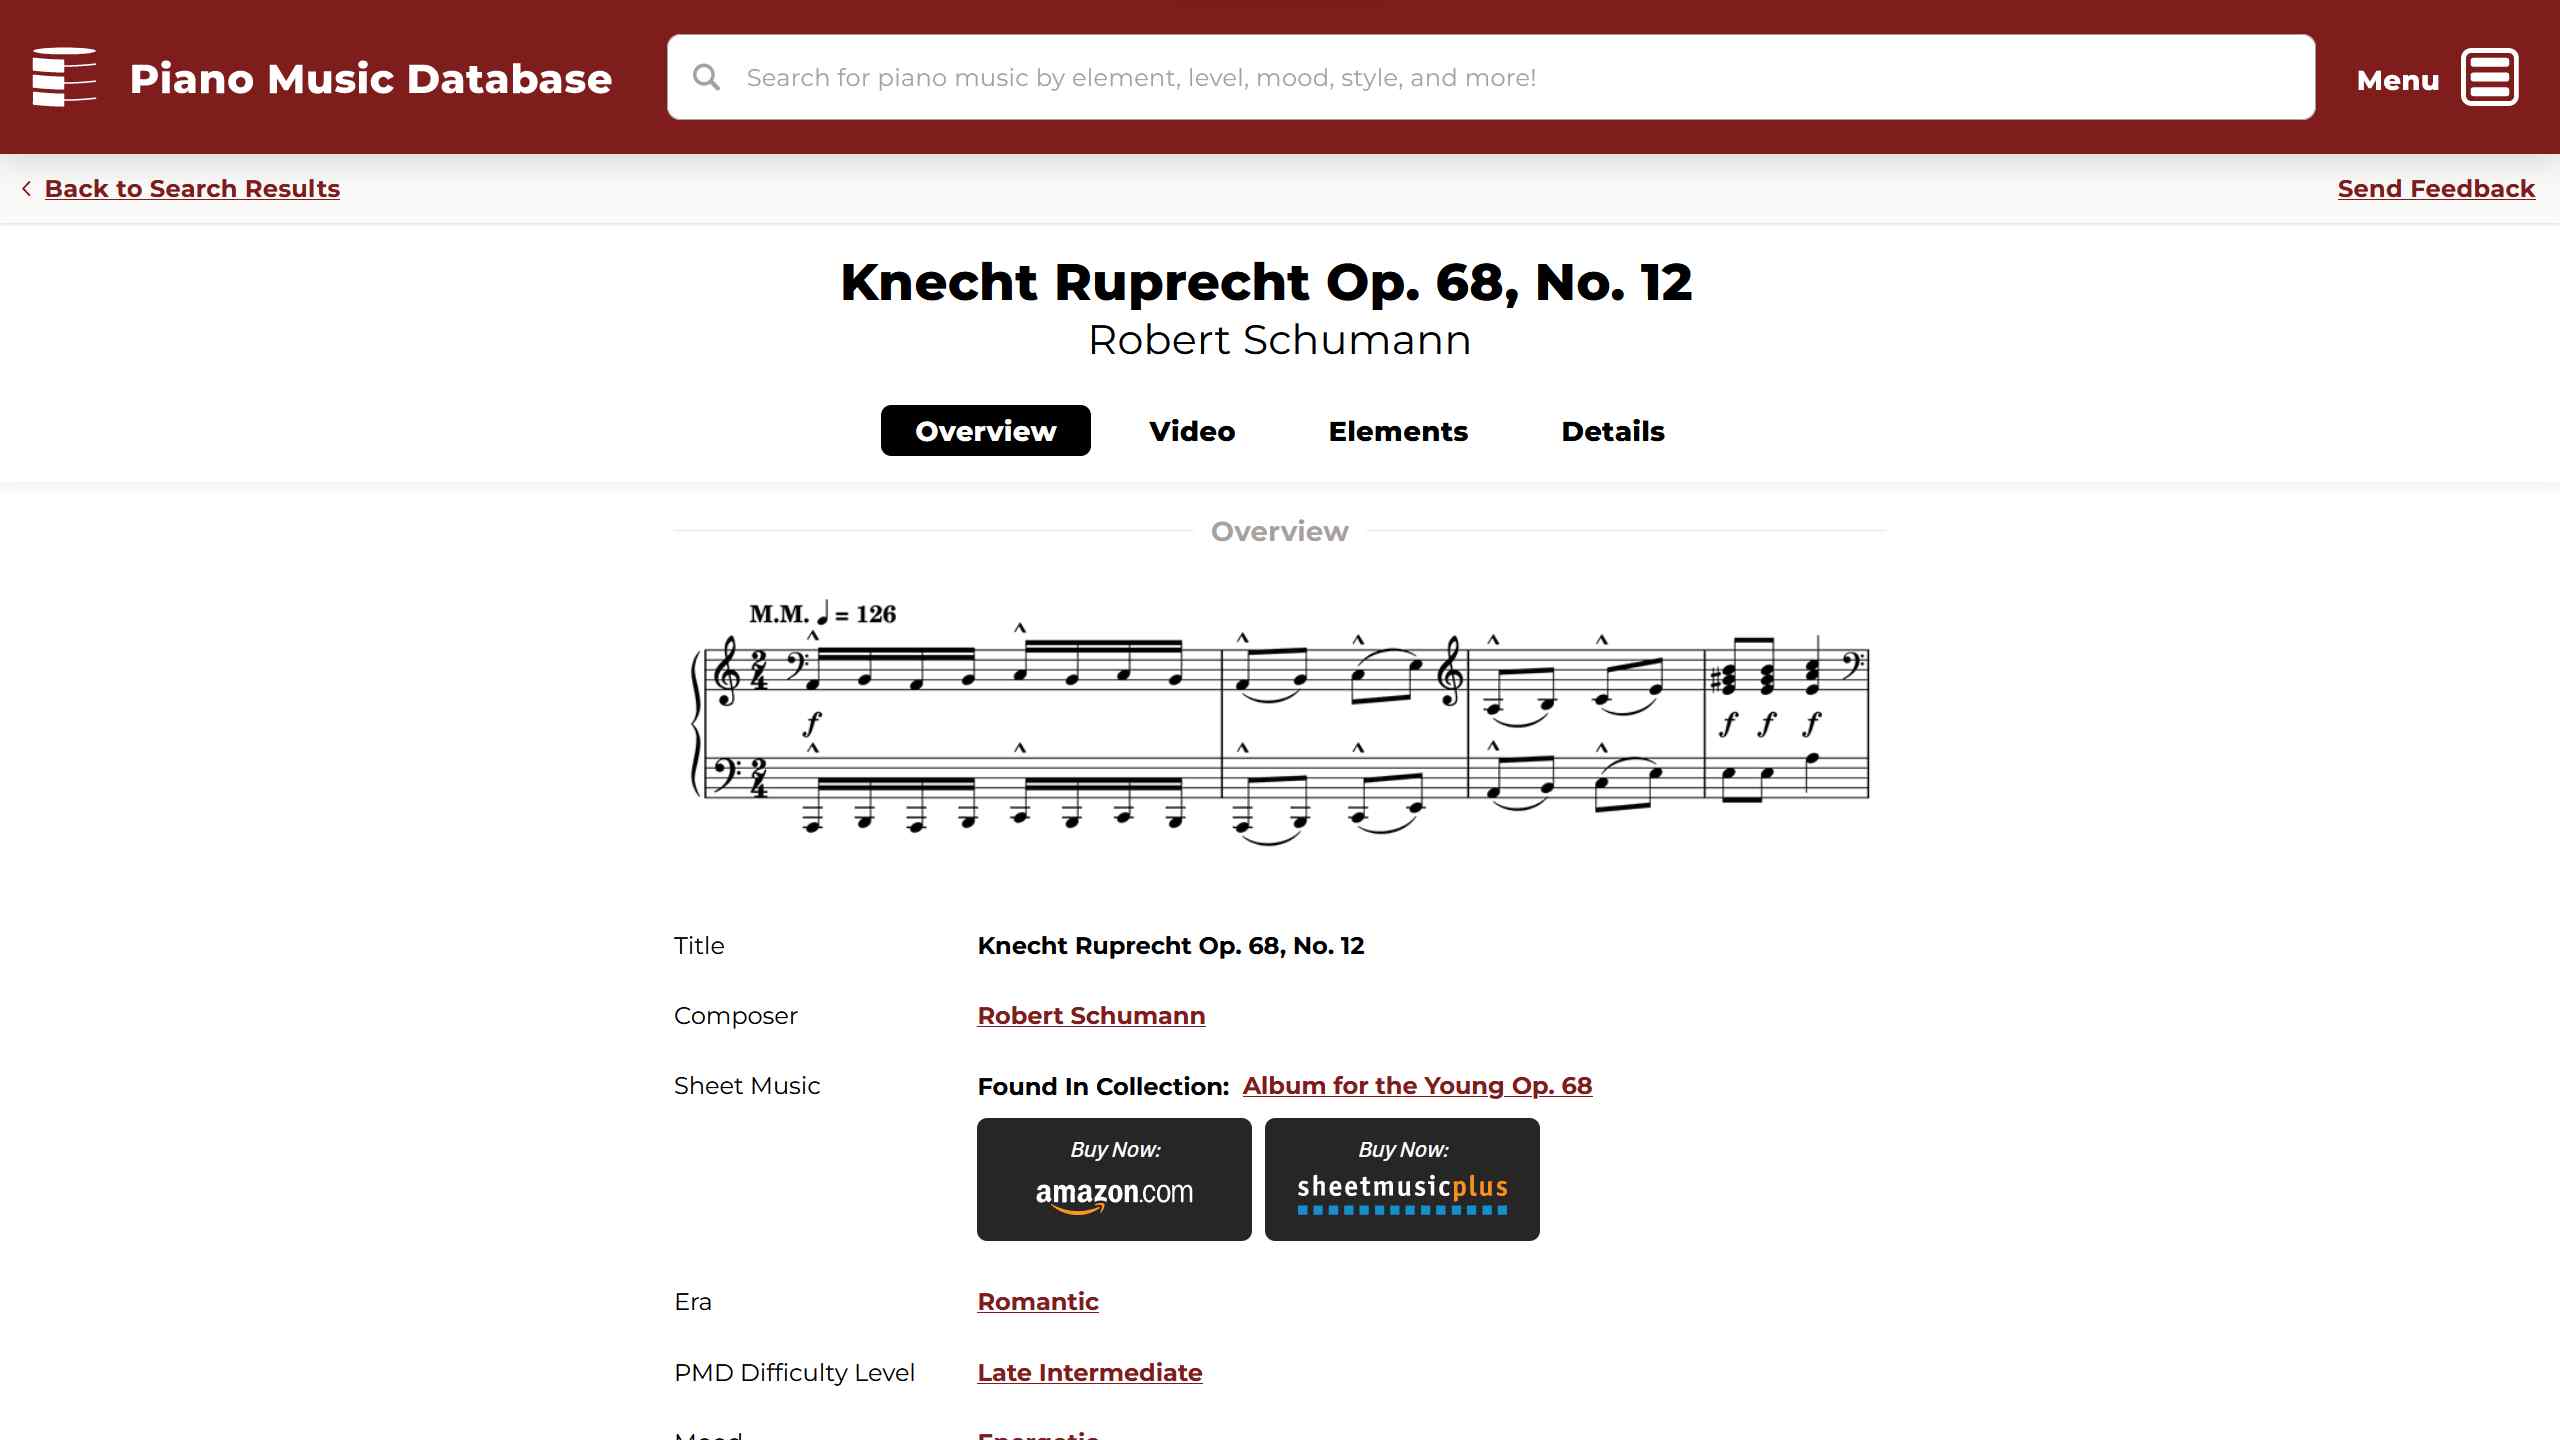 Piano Music Database
Search for piano music by element, level, mood, style, and more!
Menu
Back to Search Results
Send Feedback
Knecht Ruprecht Op. 68, No. 12
Robert Schumann
Overview Video Elements Details
Overview
M.M. ♩ = 126
f
f f f
Title Knecht Ruprecht Op. 68, No. 12
Composer Robert Schumann
Sheet Music Found In Collection: Album for the Young Op. 68
Buy Now: Buy Now:
amazon.com sheetmusicplus
Era Romantic
PMD Difficulty Level Late Intermediate